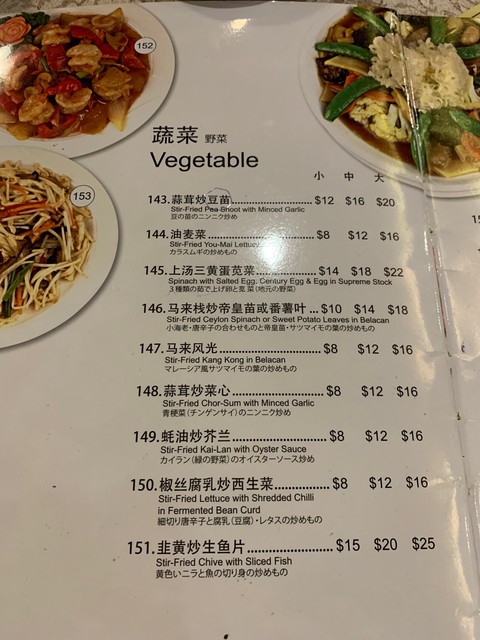 152
153
蔬菜 野菜
Vegetable
小 中 大
143.蒜茸炒豆苗 $12 $16 $20
Stir-Fried Pea Shoot with Minced Garlic
豆の苗のニンニク炒め
144.油麦菜 $8 $12 $16
Stir-Fried You-Mai Lettuce
カラスムギの炒めもの
145.上汤三黄蛋苋菜 $14 $18 $22
Spinach with Salted Egg, Century Egg & Egg in Supreme Stock
３種類の茹で上げ卵と苋菜(地元の野菜)
146.马来栈炒帝皇苗或番薯叶 ... $10 $14 $18
Stir-Fried Ceylon Spinach or Sweet Potato Leaves in Belacan
小海老・唐辛子の合わせものと帝皇苗・サツマイモの葉の炒めもの
147.马来风光 $8 $12 $16
Stir-Fried Kang Kong in Belacan
マレーシア風サツマイモの葉の炒めもの
148.蒜茸炒菜心 $8 $12 $16
Stir-Fried Chor-Sum with Minced Garlic
青梗菜（チンゲンサイ)のニンニク炒め
149.蚝油炒芥兰 $8 $12 $16
Stir-Fried Kai-Lan with Oyster Sauce
カイラン（緑の野菜)のオイスターソース炒め
150.椒丝腐乳炒西生菜 $8 $12 $16
Stir-Fried Lettuce with Shredded Chilli
in Fermented Bean Curd
細切り唐辛子と腐乳(豆腐)・レタスの炒めもの
151.韭黄炒生鱼片 $15 $20 $25
Stir-Fried Chive with Sliced Fish
黄色いニラと魚の切り身の炒めもの